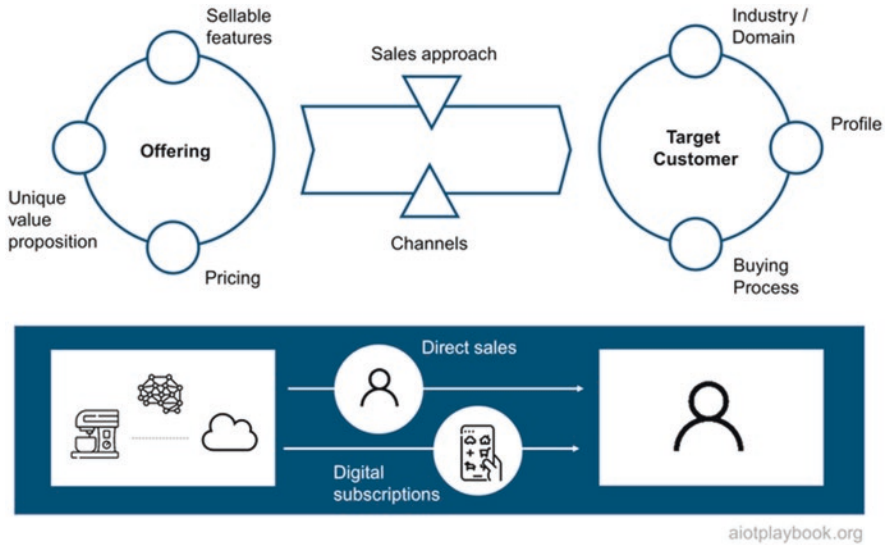 Sellable
features
Offering
Unique
value
proposition
Pricing
Sales approach
Channels
Industry /
Domain
Target
Customer
Profile
Buying
Process
Direct sales
Digital
subscriptions
aiotplaybook.org